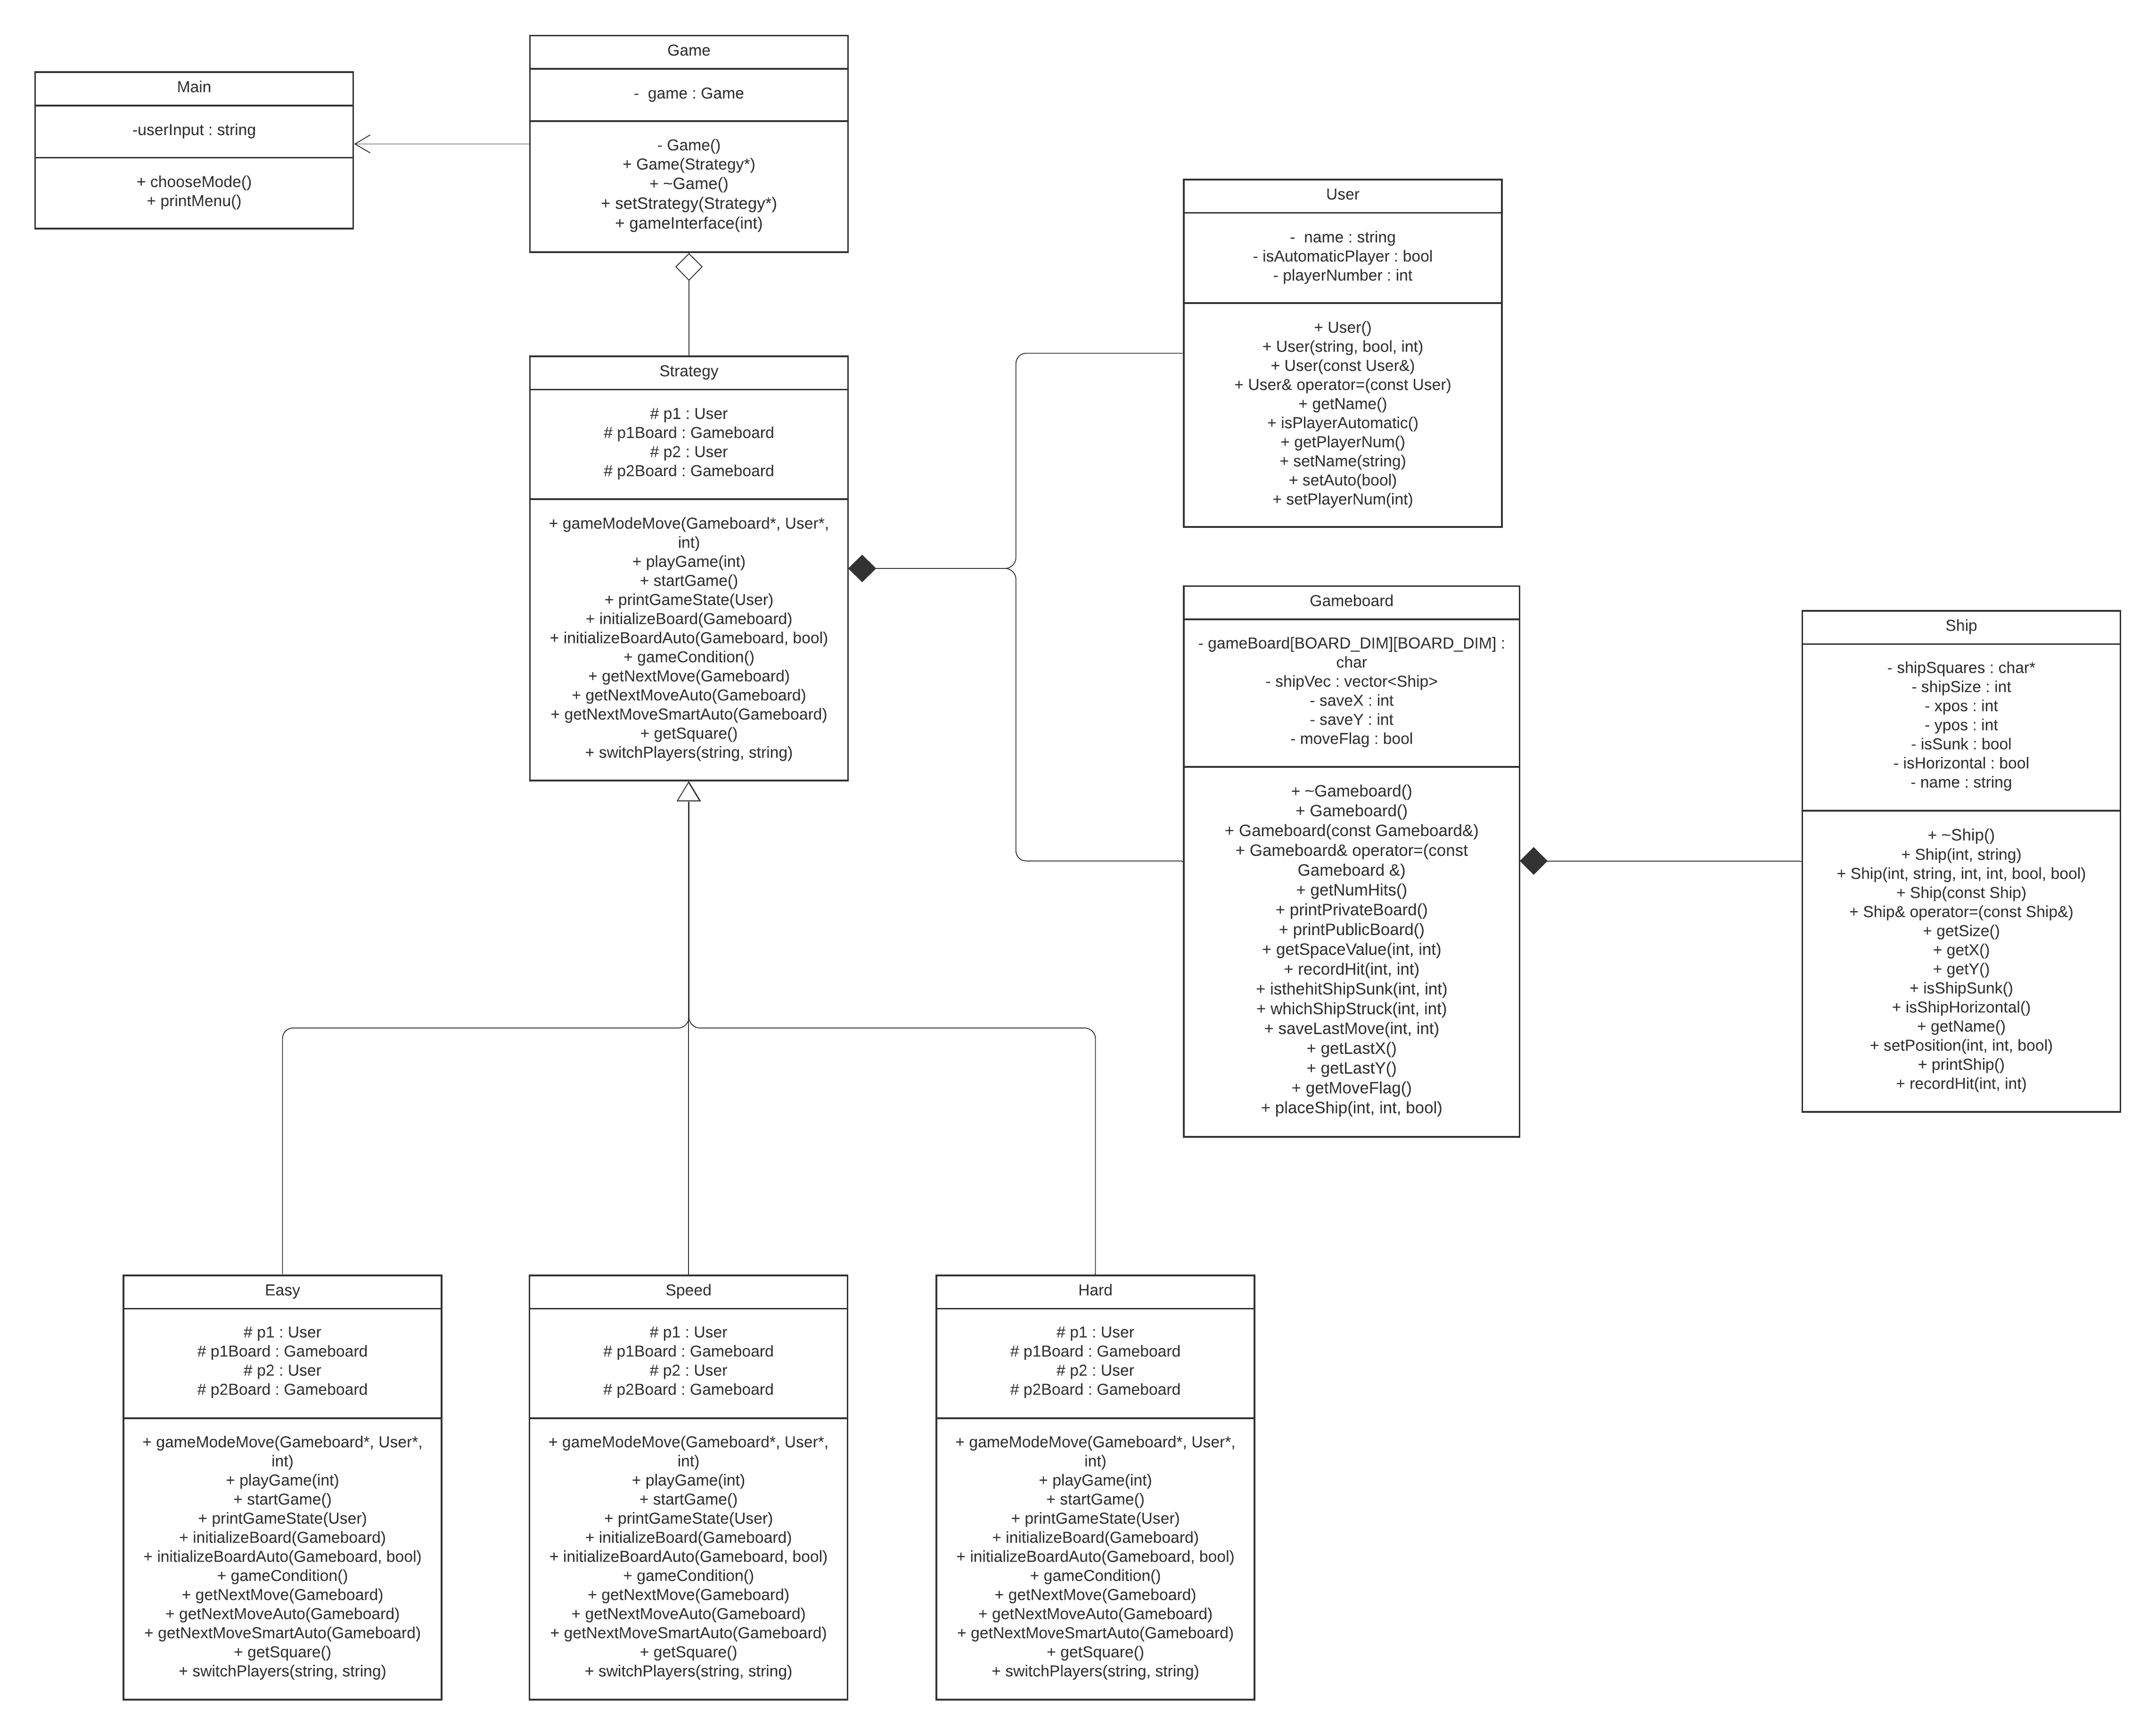 Main
-userInput : string
+ chooseMode()
+ printMenu()
Game
-  game : Game
- Game()
+ Game(Strategy*)
+ ~Game()
+ setStrategy(Strategy*)
+ gameInterface(int)
Strategy
# p1 : User
# p1Board : Gameboard
# p2 : User
# p2Board : Gameboard
+ gameModeMove(Gameboard*, User*,
int)
+ playGame(int)
+ startGame()
+ printGameState(User)
+ initializeBoard(Gameboard)
+ initializeBoardAuto(Gameboard, bool)
+ gameCondition()
+ getNextMove(Gameboard)
+ getNextMoveAuto(Gameboard)
+ getNextMoveSmartAuto(Gameboard)
+ getSquare()
+ switchPlayers(string, string)
User
-  name : string
- isAutomaticPlayer : bool
- playerNumber : int
+ User()
+ User(string, bool, int)
+ User(const User&)
+ User& operator=(const User)
+ getName()
+ isPlayerAutomatic()
+ getPlayerNum()
+ setName(string)
+ setAuto(bool)
+ setPlayerNum(int)
Gameboard
- gameBoard[BOARD_DIM][BOARD_DIM] :
char
- shipVec : vector<Ship>
- saveX : int
- saveY : int
- moveFlag : bool
+ ~Gameboard()
+ Gameboard()
+ Gameboard(const Gameboard&)
+ Gameboard& operator=(const
Gameboard &)
+ getNumHits()
+ printPrivateBoard()
+ printPublicBoard()
+ getSpaceValue(int, int)
+ recordHit(int, int)
+ isthehitShipSunk(int, int)
+ whichShipStruck(int, int)
+ saveLastMove(int, int)
+ getLastX()
+ getLastY()
+ getMoveFlag()
+ placeShip(int, int, bool)
Ship
- shipSquares : char*
- shipSize : int
- xpos : int
- ypos : int
- isSunk : bool
- isHorizontal : bool
- name : string
+ ~Ship()
+ Ship(int, string)
+ Ship(int, string, int, int, bool, bool)
+ Ship(const Ship)
+ Ship& operator=(const Ship&)
+ getSize()
+ getX()
+ getY()
+ isShipSunk()
+ isShipHorizontal()
+ getName()
+ setPosition(int, int, bool)
+ printShip()
+ recordHit(int, int)
Easy
# p1 : User
# p1Board : Gameboard
# p2 : User
# p2Board : Gameboard
+ gameModeMove(Gameboard*, User*,
int)
+ playGame(int)
+ startGame()
+ printGameState(User)
+ initializeBoard(Gameboard)
+ initializeBoardAuto(Gameboard, bool)
+ gameCondition()
+ getNextMove(Gameboard)
+ getNextMoveAuto(Gameboard)
+ getNextMoveSmartAuto(Gameboard)
+ getSquare()
+ switchPlayers(string, string)
Speed
# p1 : User
# p1Board : Gameboard
# p2 : User
# p2Board : Gameboard
+ gameModeMove(Gameboard*, User*,
int)
+ playGame(int)
+ startGame()
+ printGameState(User)
+ initializeBoard(Gameboard)
+ initializeBoardAuto(Gameboard, bool)
+ gameCondition()
+ getNextMove(Gameboard)
+ getNextMoveAuto(Gameboard)
+ getNextMoveSmartAuto(Gameboard)
+ getSquare()
+ switchPlayers(string, string)
Hard
# p1 : User
# p1Board : Gameboard
# p2 : User
# p2Board : Gameboard
+ gameModeMove(Gameboard*, User*,
int)
+ playGame(int)
+ startGame()
+ printGameState(User)
+ initializeBoard(Gameboard)
+ initializeBoardAuto(Gameboard, bool)
+ gameCondition()
+ getNextMove(Gameboard)
+ getNextMoveAuto(Gameboard)
+ getNextMoveSmartAuto(Gameboard)
+ getSquare()
+ switchPlayers(string, string)